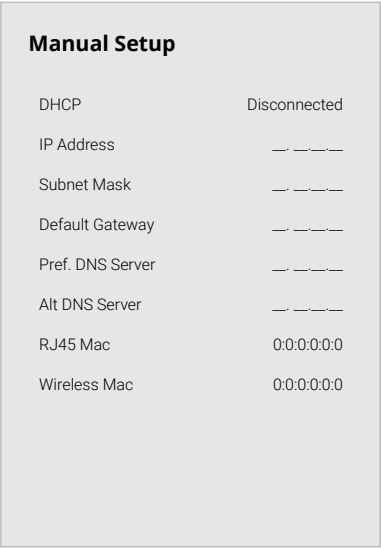 Manual Setup
DHCP Disconnected
IP Address __. __.__.__
Subnet Mask __. __.__.__
Default Gateway __. __.__.__
Pref. DNS Server __. __.__.__
Alt DNS Server __. __.__.__
RJ45 Mac 0:0:0:0:0:0
Wireless Mac 0:0:0:0:0:0